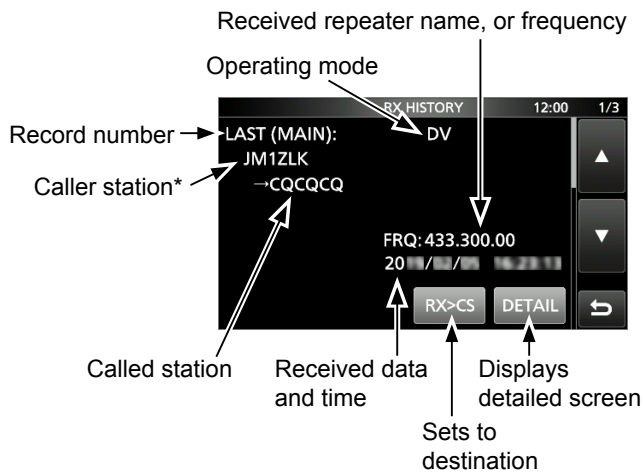 Received repeater name, or frequency
Operating mode
RX HISTORY 12:00 1/3
Record number LAST (MAIN): DV
JM1ZLK
Caller station*
→CQCQCQ
FRQ: 433.300.00
20
RX>CS DETAIL
Called station
Received data
and time
Displays
detailed screen
Sets to
destination